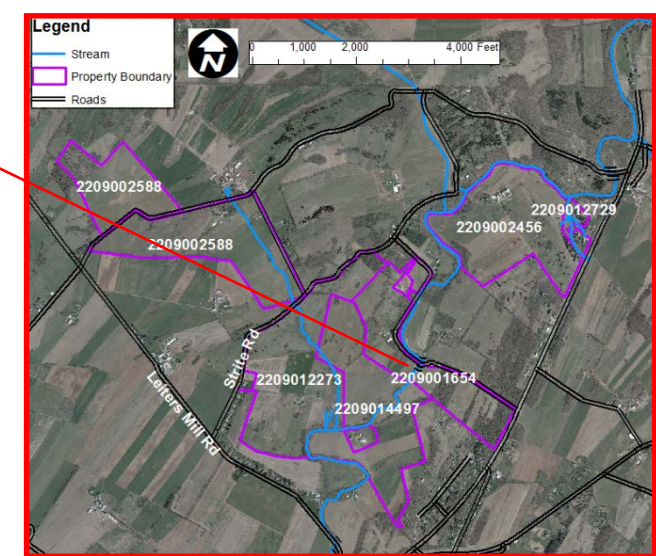 Legend
Stream
Property Boundary
Roads
N
0 1,000 2,000 4,000 Feet
2209002588
2209002588
2209012729
2209002456
Strite Rd
2209012273
2209001654
Leiters Mill Rd
2209014497